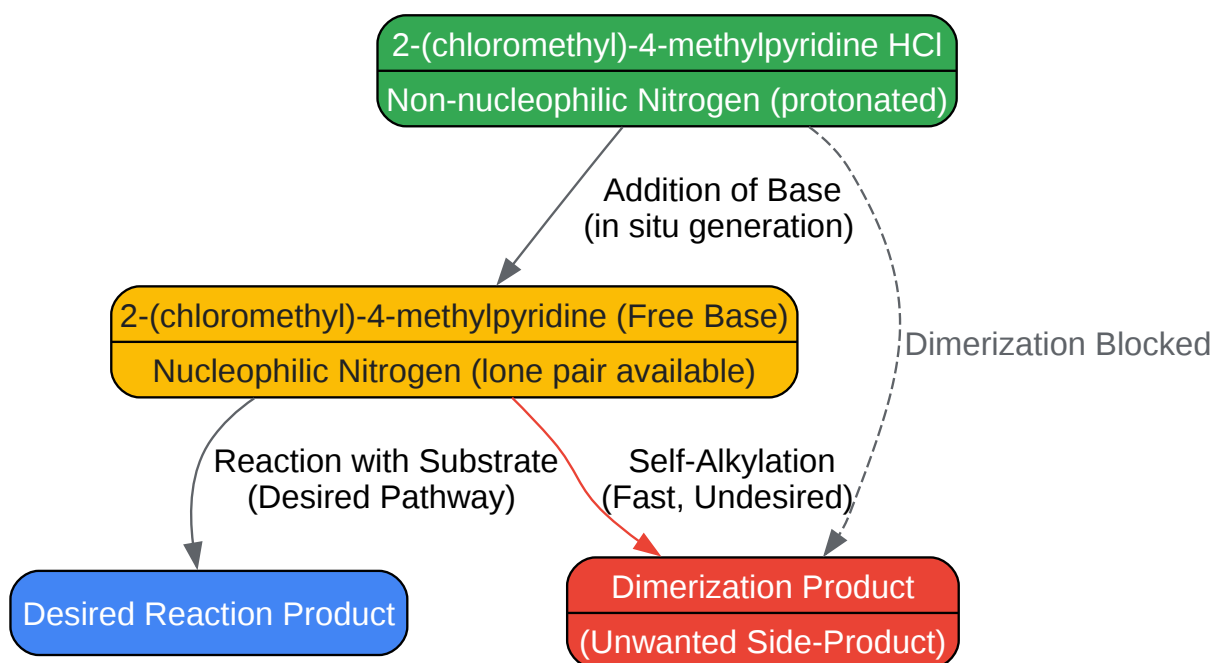 2-(chloromethyl)-4-methylpyridine HCl
Non-nucleophilic Nitrogen (protonated)
Addition of Base
(in situ generation)
2-(chloromethyl)-4-methylpyridine (Free Base)
Nucleophilic Nitrogen (lone pair available)
Dimerization Blocked
Reaction with Substrate
(Desired Pathway)
Self-Alkylation
(Fast, Undesired)
Desired Reaction Product
Dimerization Product
(Unwanted Side-Product)